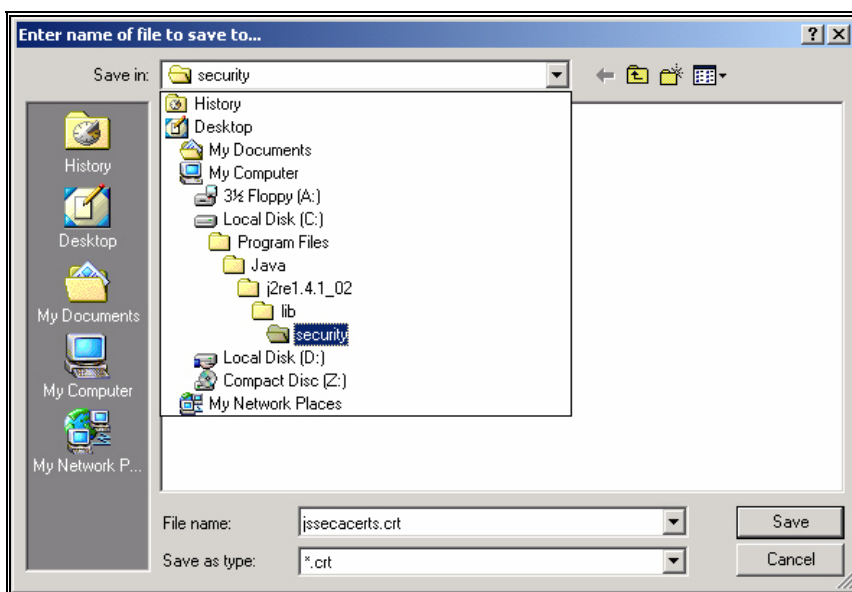 Enter name of file to save to...
Save in:
security
History
Desktop
My Documents
My Computer
3½ Floppy (A:)
Local Disk (C:)
Program Files
Java
j2re1.4.1_02
lib
security
Local Disk (D:)
Compact Disc (Z:)
My Network Places
History
Desktop
My Documents
My Computer
My Network P...
File name:
jssecacerts.crt
Save
Save as type:
*.crt
Cancel